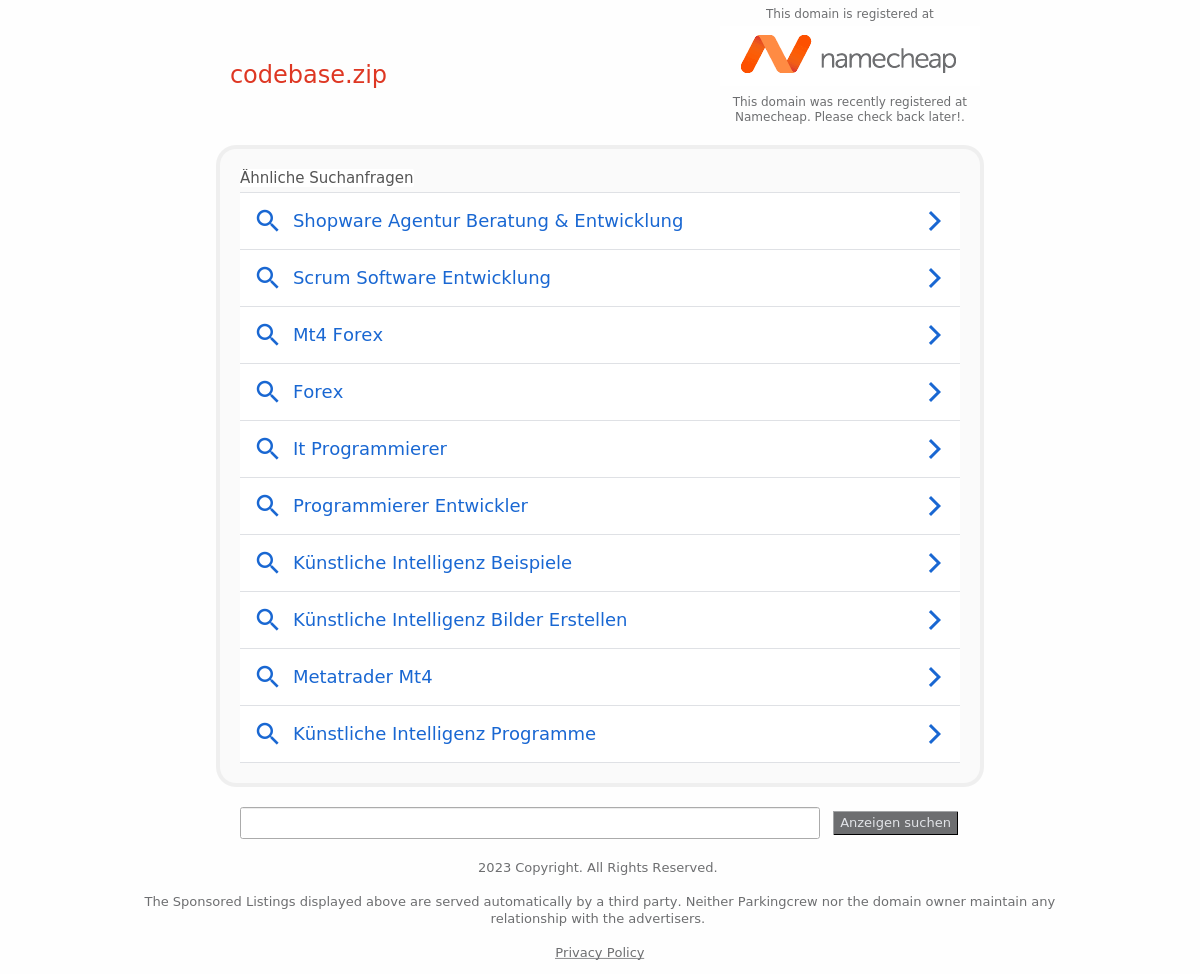 This domain is registered at
namecheap
codebase.zip
This domain was recently registered at
Namecheap. Please check back later!.
Ähnliche Suchanfragen
Shopware Agentur Beratung & Entwicklung
Scrum Software Entwicklung
Mt4 Forex
Forex
It Programmierer
Programmierer Entwickler
Künstliche Intelligenz Beispiele
Künstliche Intelligenz Bilder Erstellen
Metatrader Mt4
Künstliche Intelligenz Programme
Anzeigen suchen
2023 Copyright. All Rights Reserved.
The Sponsored Listings displayed above are served automatically by a third party. Neither Parkingcrew nor the domain owner maintain any
relationship with the advertisers.
Privacy Policy